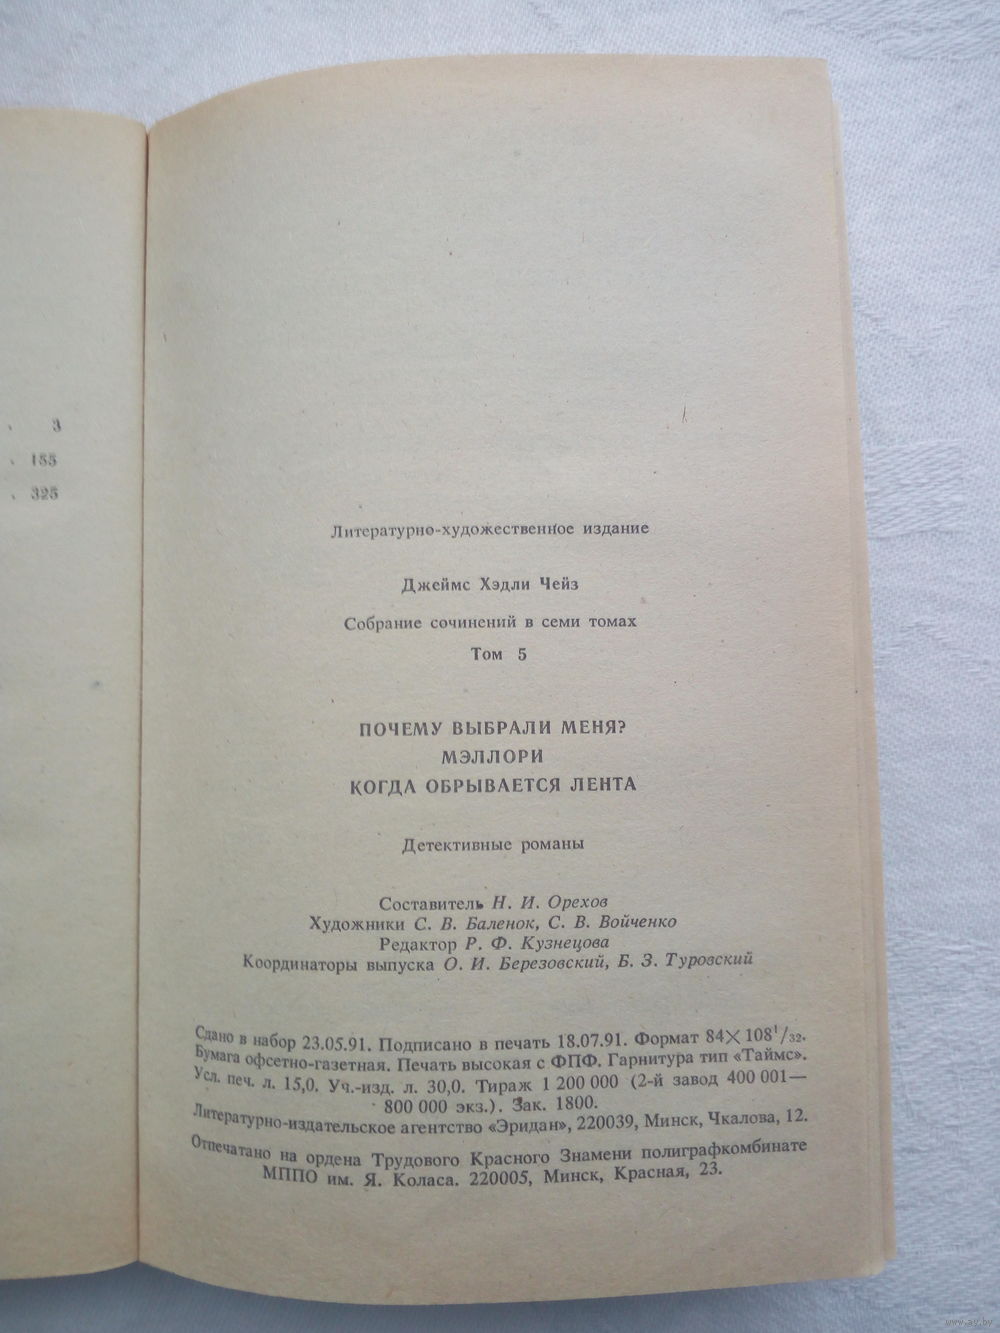 3
155
325
Литературно-художественное издание
Джеймс Хэдли Чейз
Собрание сочинений в семи томах
Том 5
ПОЧЕМУ ВЫБРАЛИ МЕНЯ?
МЭЛЛОРИ
КОГДА ОБРЫВАЕТСЯ ЛЕНТА
Детективные романы
Составитель Н. И. Орехов
Художники С. В. Баленок, С. В. Войченко
Редактор Р. Ф. Кузнецова
Координаторы выпуска О. И. Березовский, Б. З. Туровский
Сдано в набор 23.05.91. Подписано в печать 18.07.91. Формат 84×108¹/₃₂.
Бумага офсетно-газетная. Печать высокая с ФПФ. Гарнитура тип «Таймс».
Усл. печ. л. 15,0. Уч.-изд. л. 30,0. Тираж 1 200 000 (2-й завод 400 001—
800 000 экз.). Зак. 1800.
Литературно-издательское агентство «Эридан», 220039, Минск, Чкалова, 12.
Отпечатано на ордена Трудового Красного Знамени полиграфкомбинате
МППО им. Я. Коласа. 220005, Минск, Красная, 23.
www.ay.by